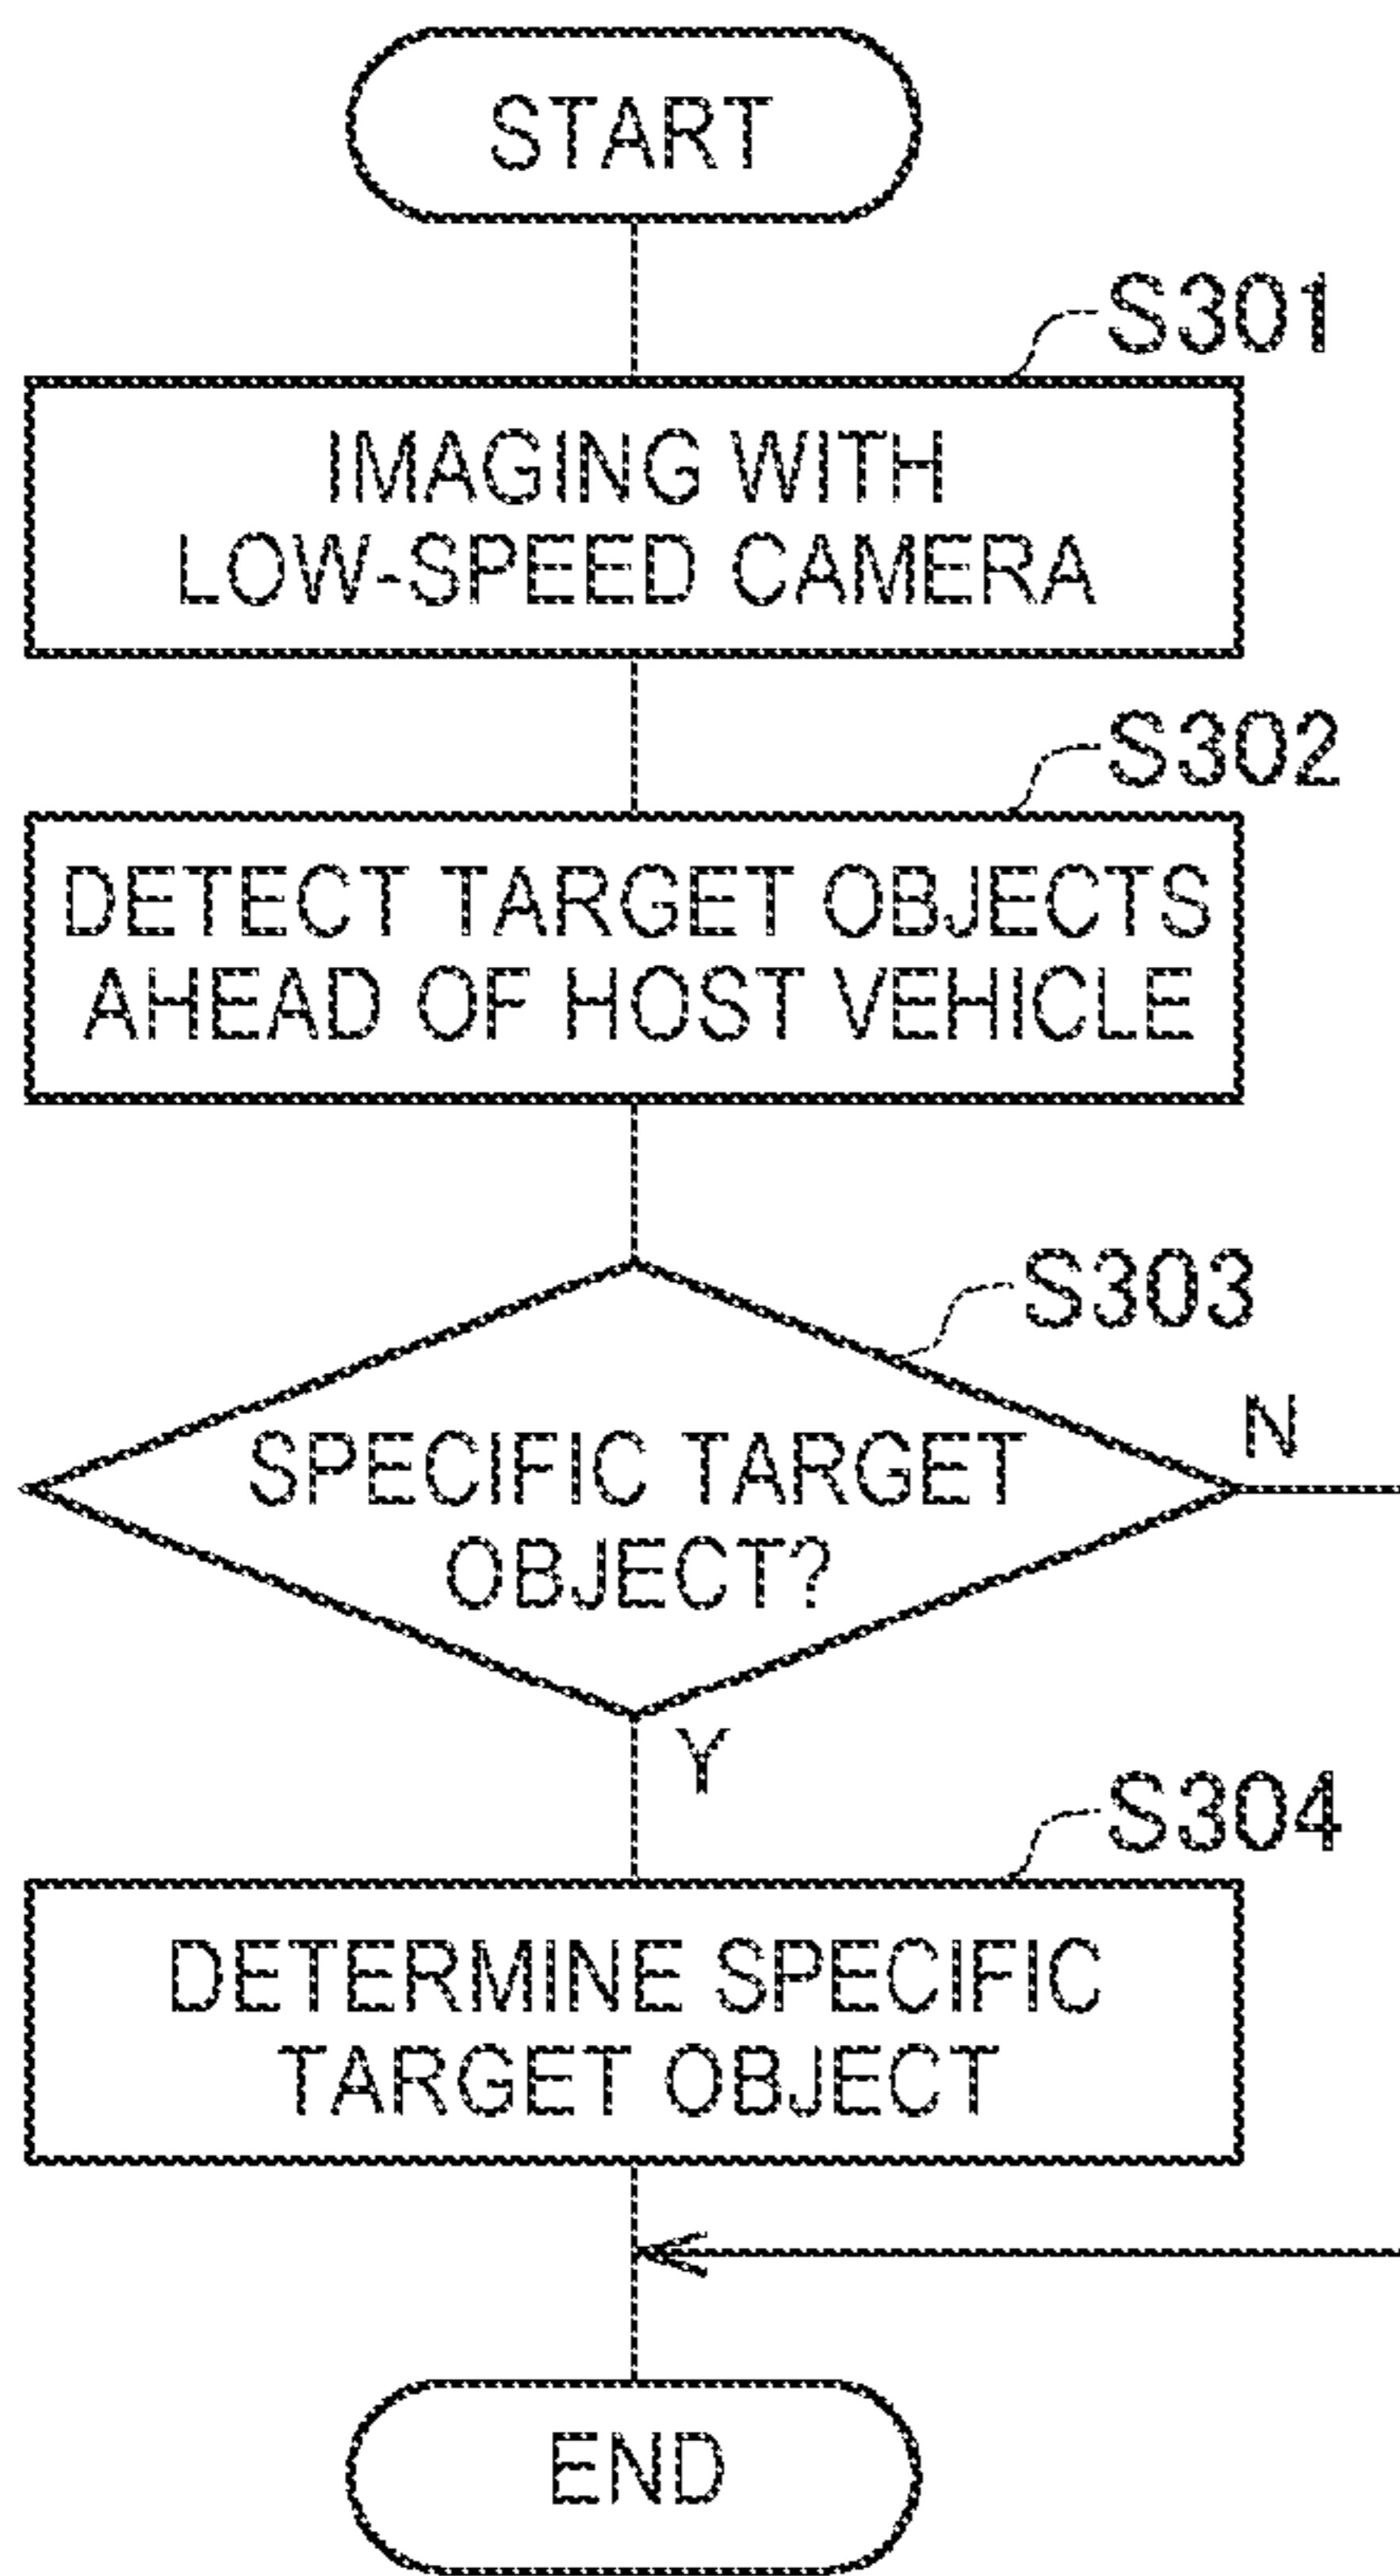 START
S301
IMAGING WITH
LOW-SPEED CAMERA
S302
DETECT TARGET OBJECTS
AHEAD OF HOST VEHICLE
S303
SPECIFIC TARGET
OBJECT?
N
Y
S304
DETERMINE SPECIFIC
TARGET OBJECT
END